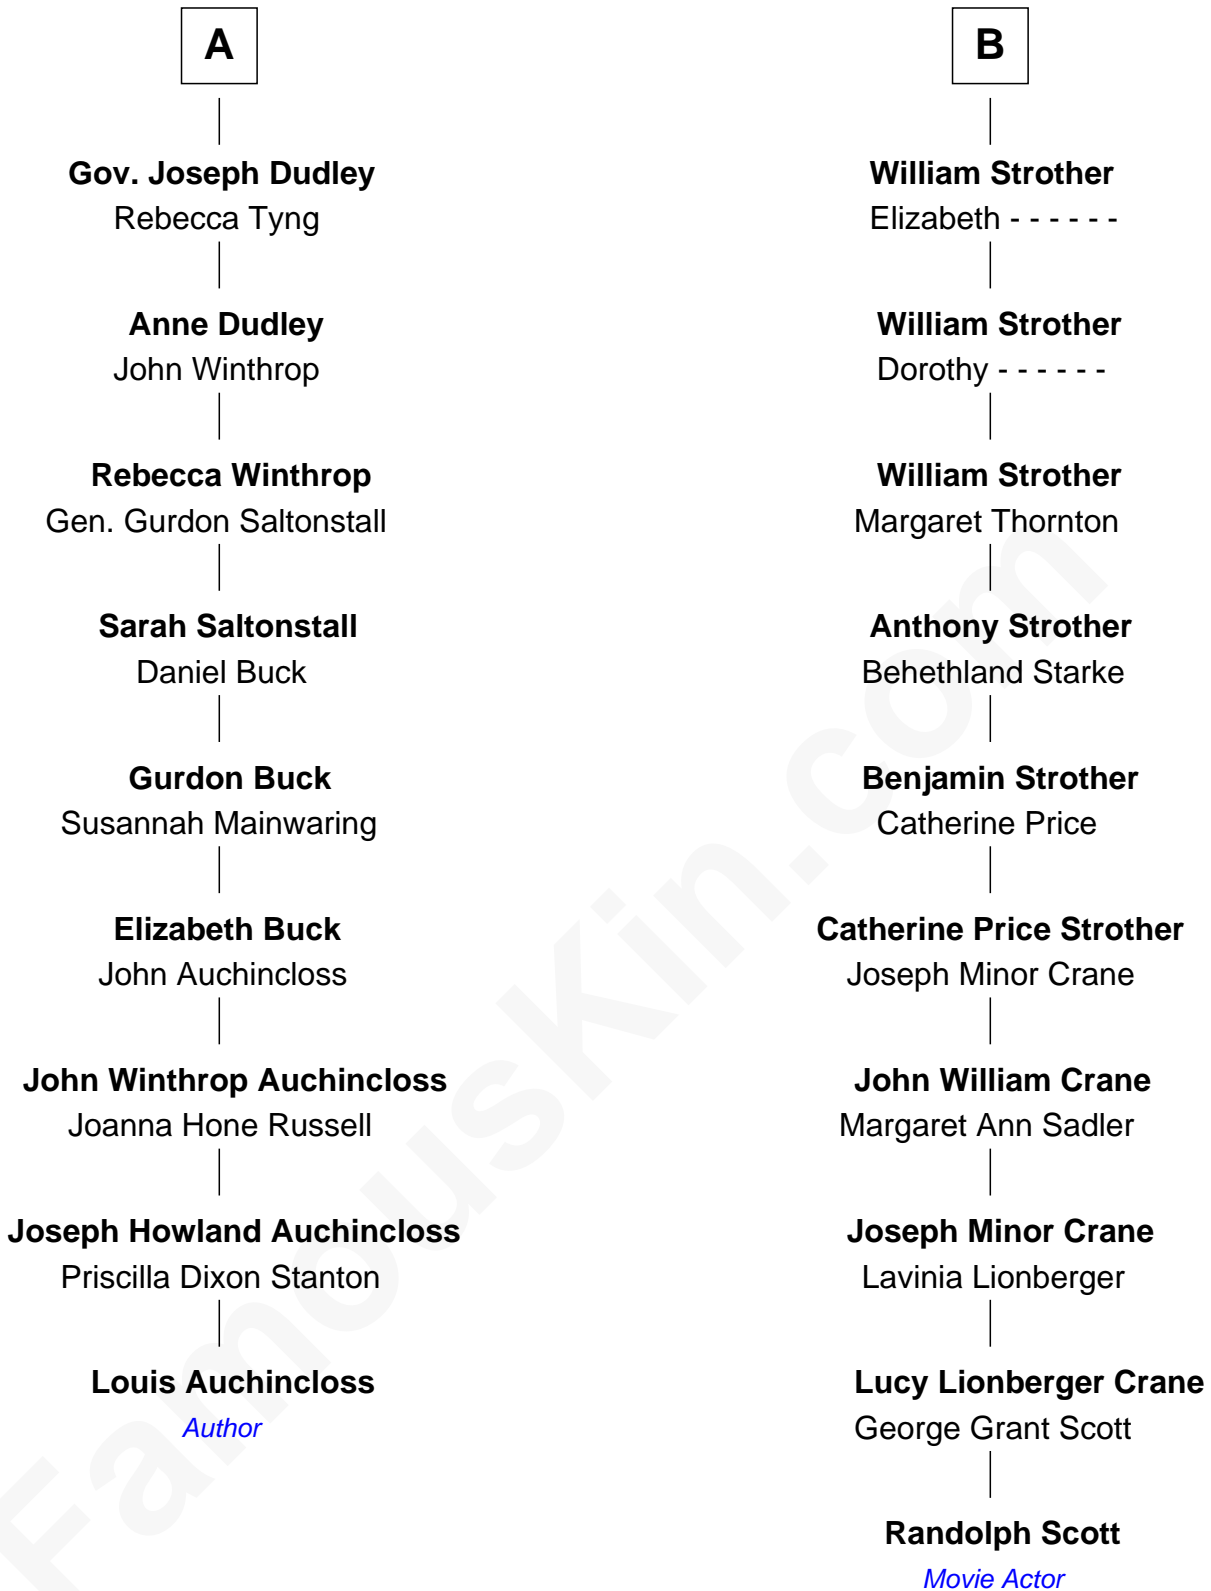 A
Gov. Joseph Dudley
Rebecca Tyng
Anne Dudley
John Winthrop
Rebecca Winthrop
Gen. Gurdon Saltonstall
Sarah Saltonstall
Daniel Buck
Gurdon Buck
Susannah Mainwaring
Elizabeth Buck
John Auchincloss
John Winthrop Auchincloss
Joanna Hone Russell
Joseph Howland Auchincloss
Priscilla Dixon Stanton
Louis Auchincloss
Author
B
William Strother
Elizabeth - - - - - -
William Strother
Dorothy - - - - - -
William Strother
Margaret Thornton
Anthony Strother
Behethland Starke
Benjamin Strother
Catherine Price
Catherine Price Strother
Joseph Minor Crane
John William Crane
Margaret Ann Sadler
Joseph Minor Crane
Lavinia Lionberger
Lucy Lionberger Crane
George Grant Scott
Randolph Scott
Movie Actor
FamousKin.com